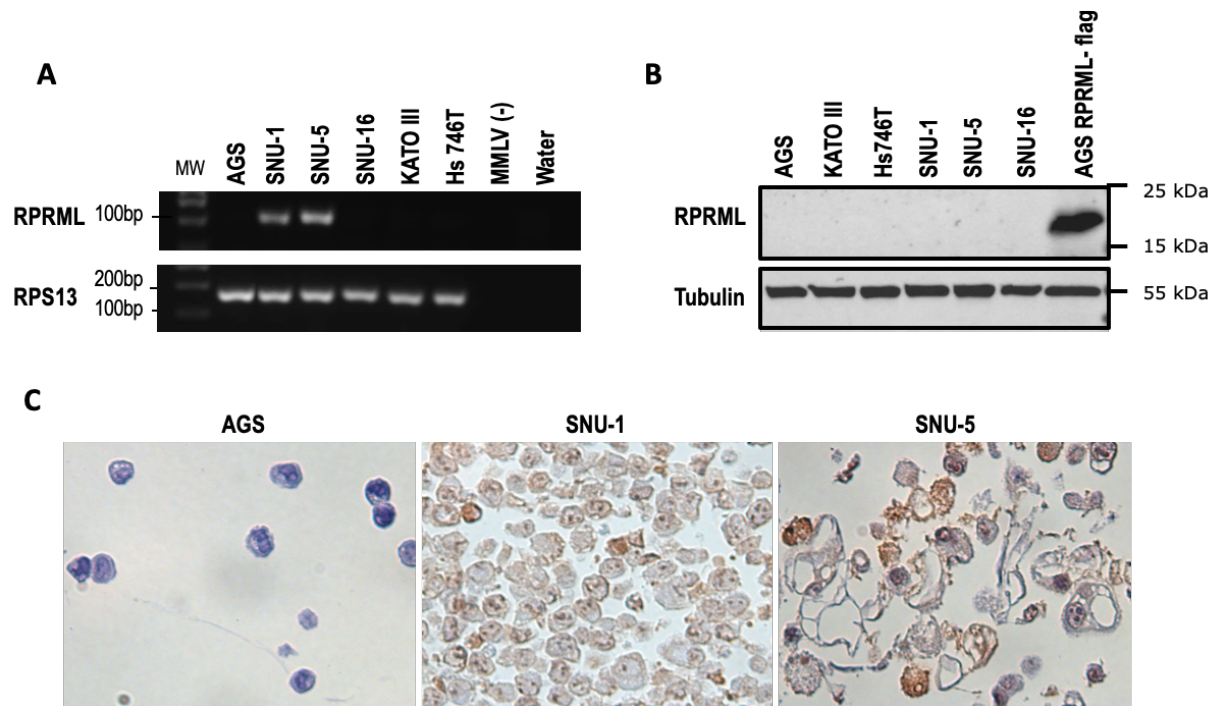 A
MW
AGS
SNU-1
SNU-5
SNU-16
KATO III
Hs 746T
MMLV (-)
Water
RPRML
100bp
RPS13
200bp
100bp
B
AGS
KATO III
Hs746T
SNU-1
SNU-5
SNU-16
AGS RPRML- flag
RPRML
25 kDa
15 kDa
Tubulin
55 kDa
C
AGS
SNU-1
SNU-5